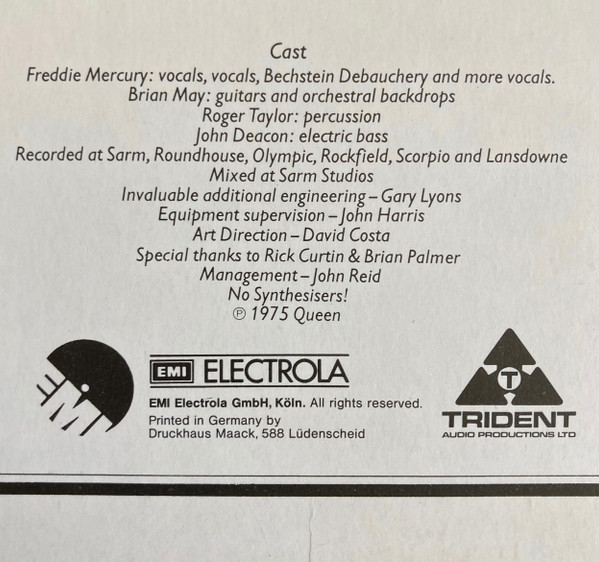 Cast
Freddie Mercury: vocals, vocals, Bechstein Debauchery and more vocals.
Brian May: guitars and orchestral backdrops
Roger Taylor: percussion
John Deacon: electric bass
Recorded at Sarm, Roundhouse, Olympic, Rockfield, Scorpio and Lansdowne
Mixed at Sarm Studios
Invaluable additional engineering – Gary Lyons
Equipment supervision – John Harris
Art Direction – David Costa
Special thanks to Rick Curtin & Brian Palmer
Management – John Reid
No Synthesisers!
℗ 1975 Queen
EMI
EMI ELECTROLA
EMI Electrola GmbH, Köln. All rights reserved.
Printed in Germany by
Druckhaus Maack, 588 Lüdenscheid
T
TRIDENT
AUDIO PRODUCTIONS LTD